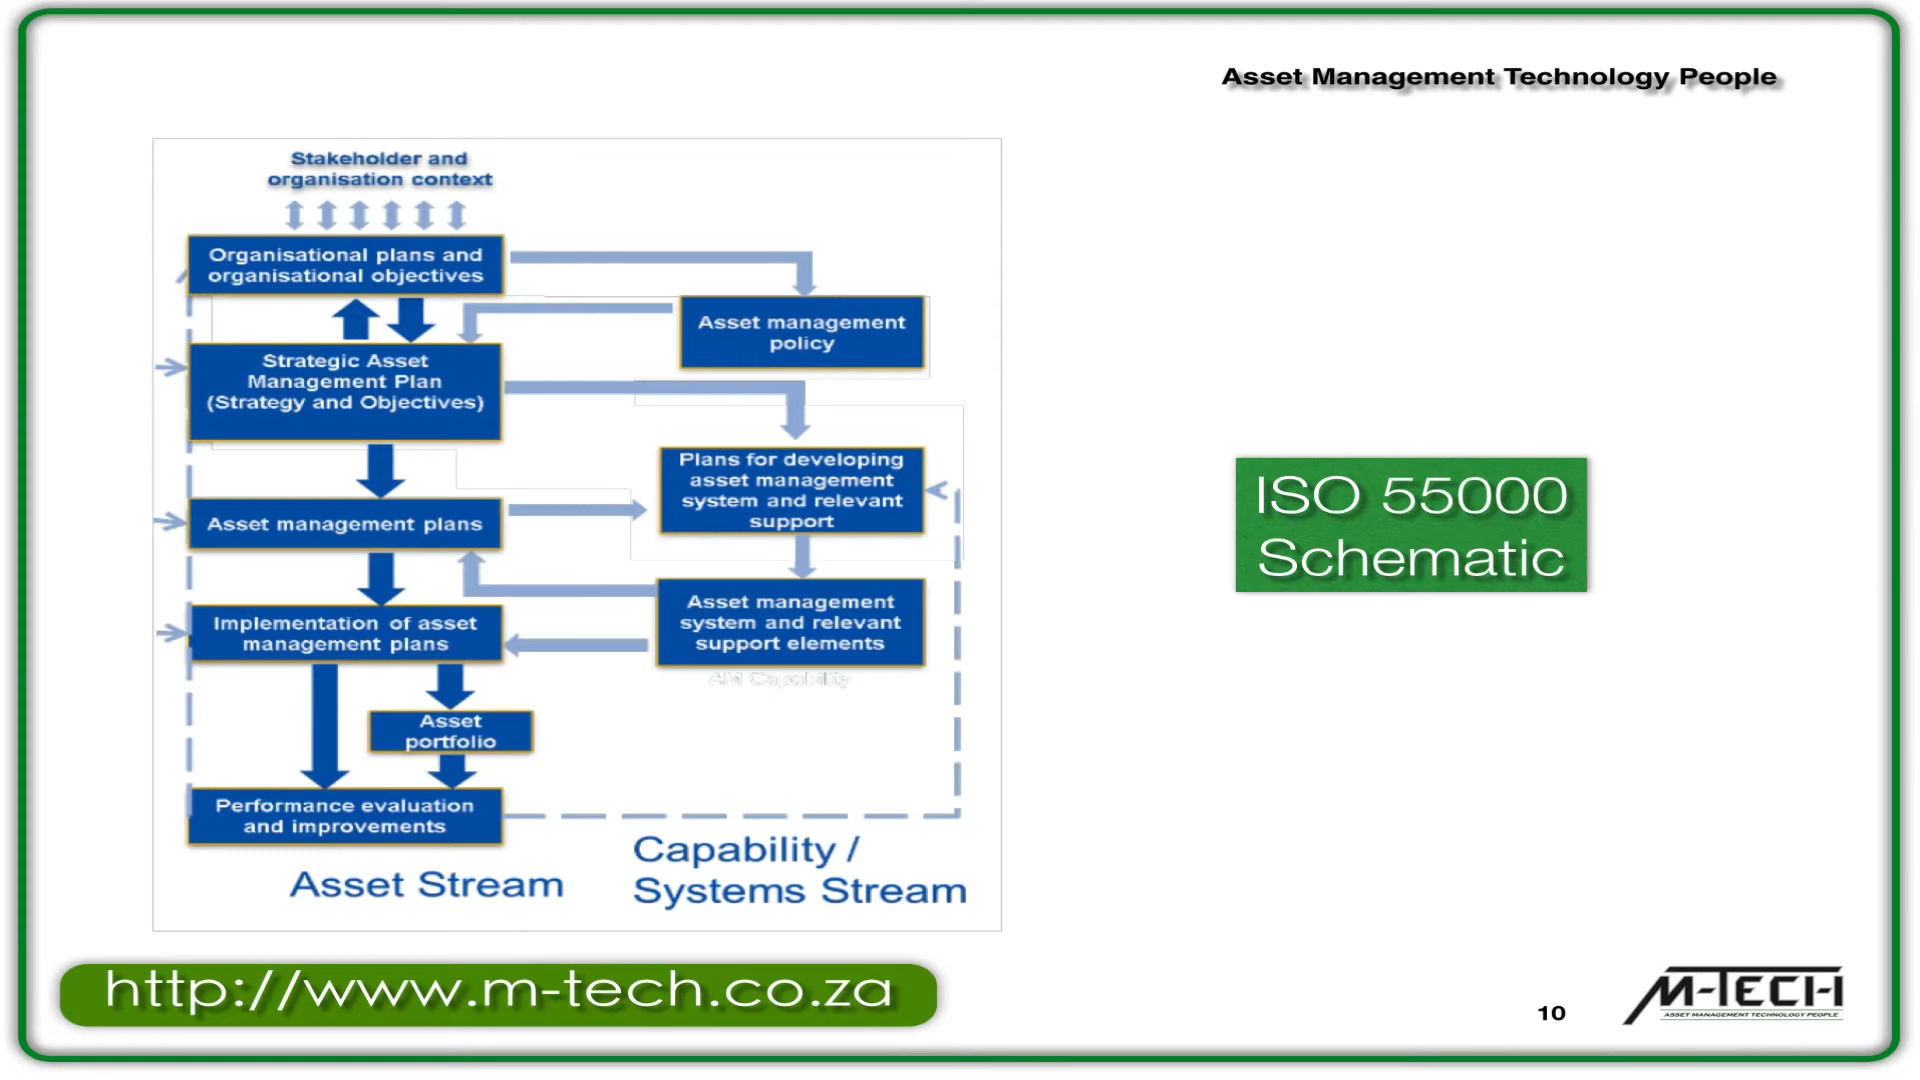 Asset Management Technology People
Stakeholder and
organisation context
Organisational plans and
organisational objectives
Asset management
policy
Strategic Asset
Management Plan
(Strategy and Objectives)
Plans for developing
asset management
system and relevant
support
Asset management plans
Asset management
system and relevant
support elements
AM Capability
Implementation of asset
management plans
Asset
portfolio
Performance evaluation
and improvements
Asset Stream
Capability /
Systems Stream
ISO 55000
Schematic
http://www.m-tech.co.za
10
M-TECH
ASSET MANAGEMENT TECHNOLOGY PEOPLE